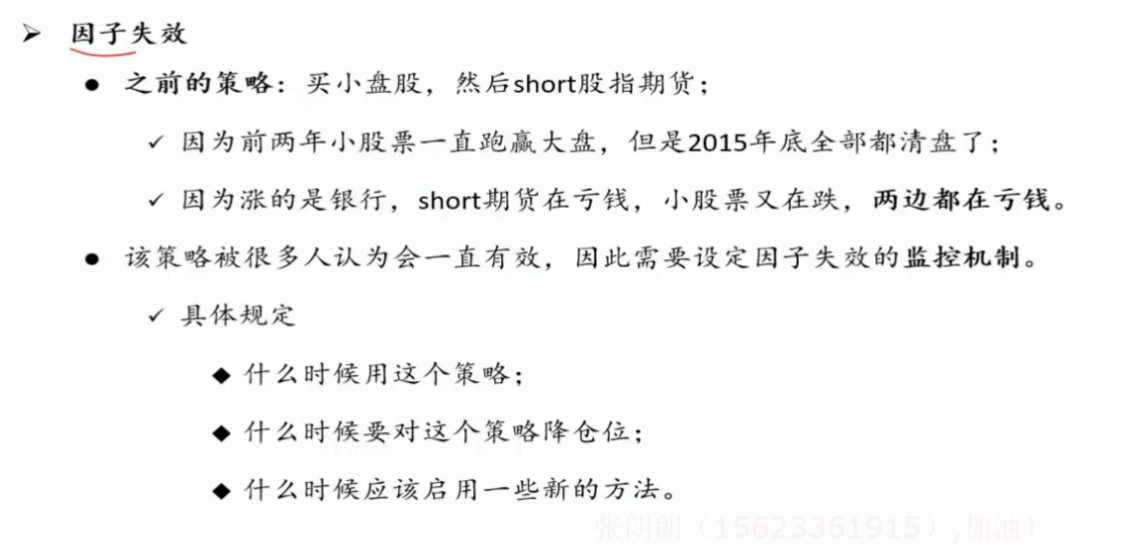 ➢ 因子失效
● 之前的策略：买小盘股，然后short股指期货；
✓ 因为前两年小股票一直跑赢大盘，但是2015年底全部都清盘了；
✓ 因为涨的是银行，short期货在亏钱，小股票又在跌，两边都在亏钱。
● 该策略被很多人认为会一直有效，因此需要设定因子失效的监控机制。
✓ 具体规定
◆ 什么时候用这个策略；
◆ 什么时候要对这个策略降仓位；
◆ 什么时候应该启用一些新的方法。
张朗朗（15623361915）,加油！